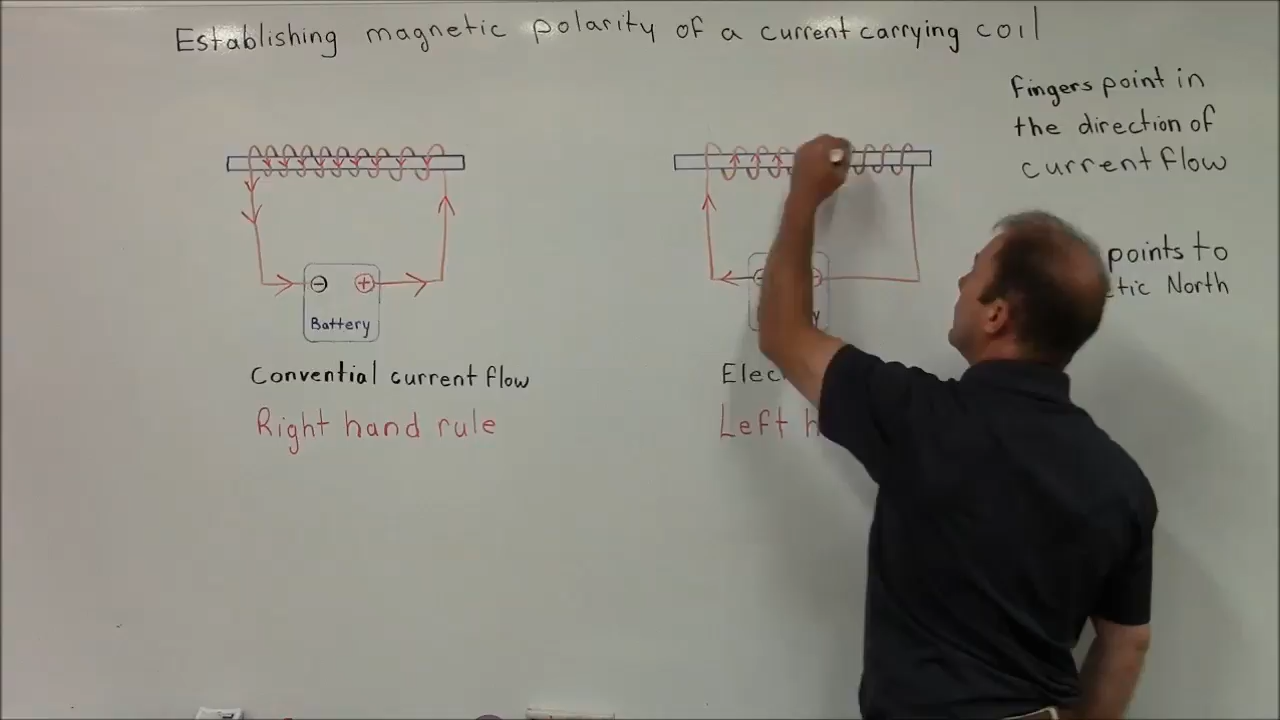 Establishing magnetic polarity of a current carrying coil
Fingers point in
the direction of
current flow
points to
North
⊖ ⊕
Battery
Convential current flow
Right hand rule
Left